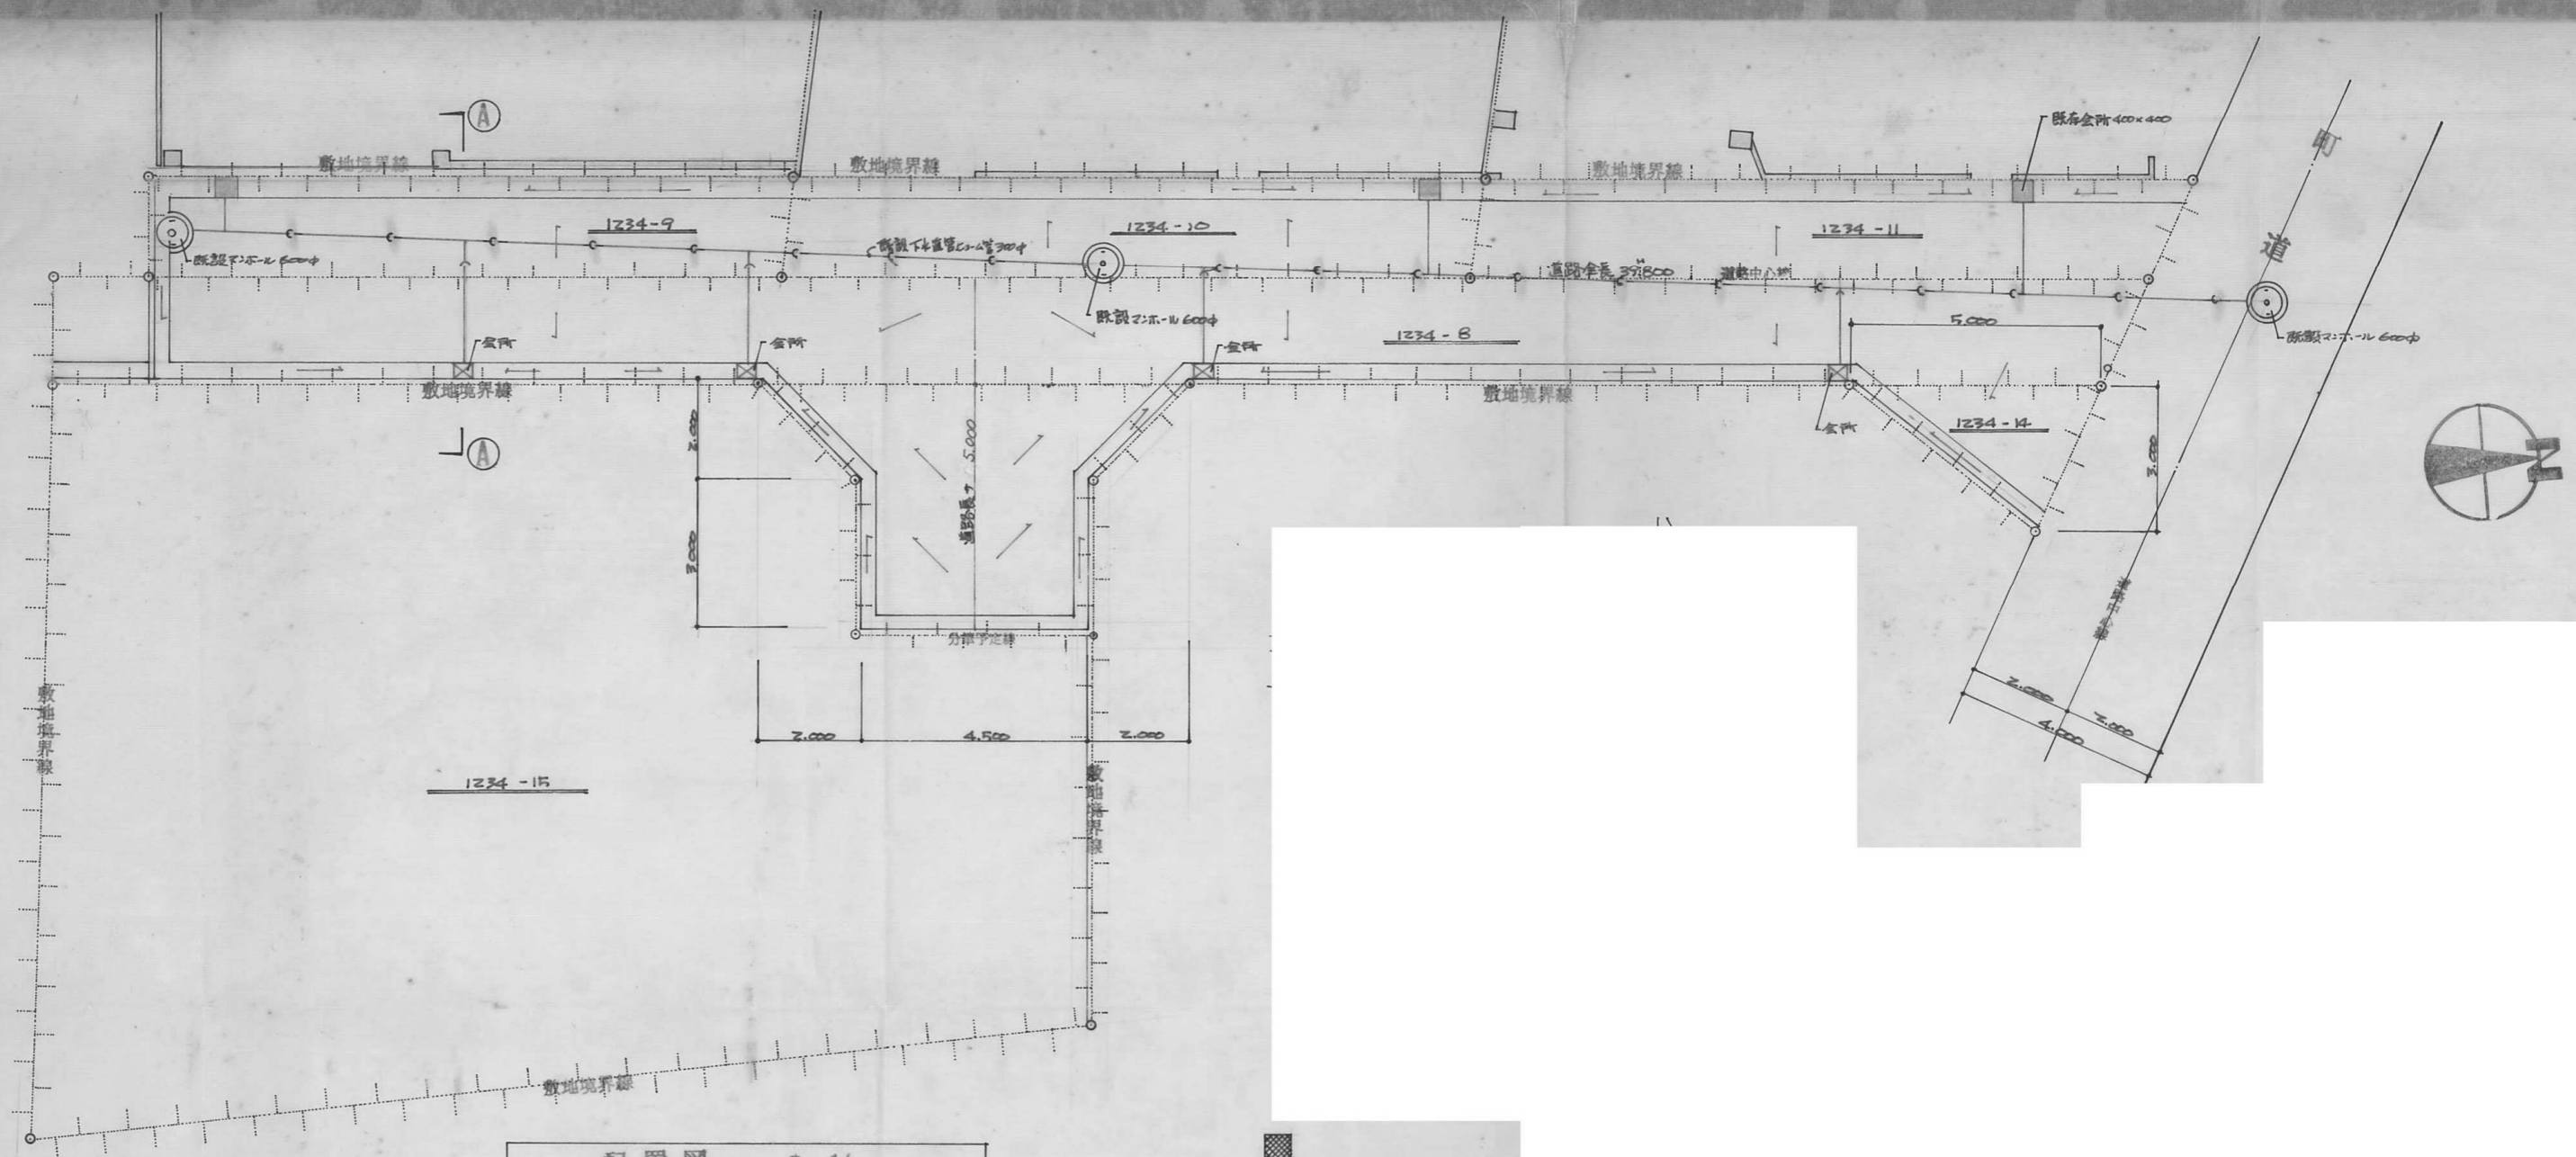 A
既存会所 400×400
町
道
敷地境界線
敷地境界線
敷地境界線
1234-9
1234-10
1234-11
既設マンホール 600φ
既設下水道管ヒューム管300φ
道路全長 39.800
道路中心線
既設マンホール 600φ
既設マンホール 600φ
5.000
1234-8
会所
会所
会所
敷地境界線
敷地境界線
会所
1234-14
A
2.000
3.000
5.000
3.000
N
分譲予定線
道路中心線
敷地境界線
2.000
4.500
2.000
敷地境界線
2.000
2.000
4.000
1234-15
敷地境界線
配置図